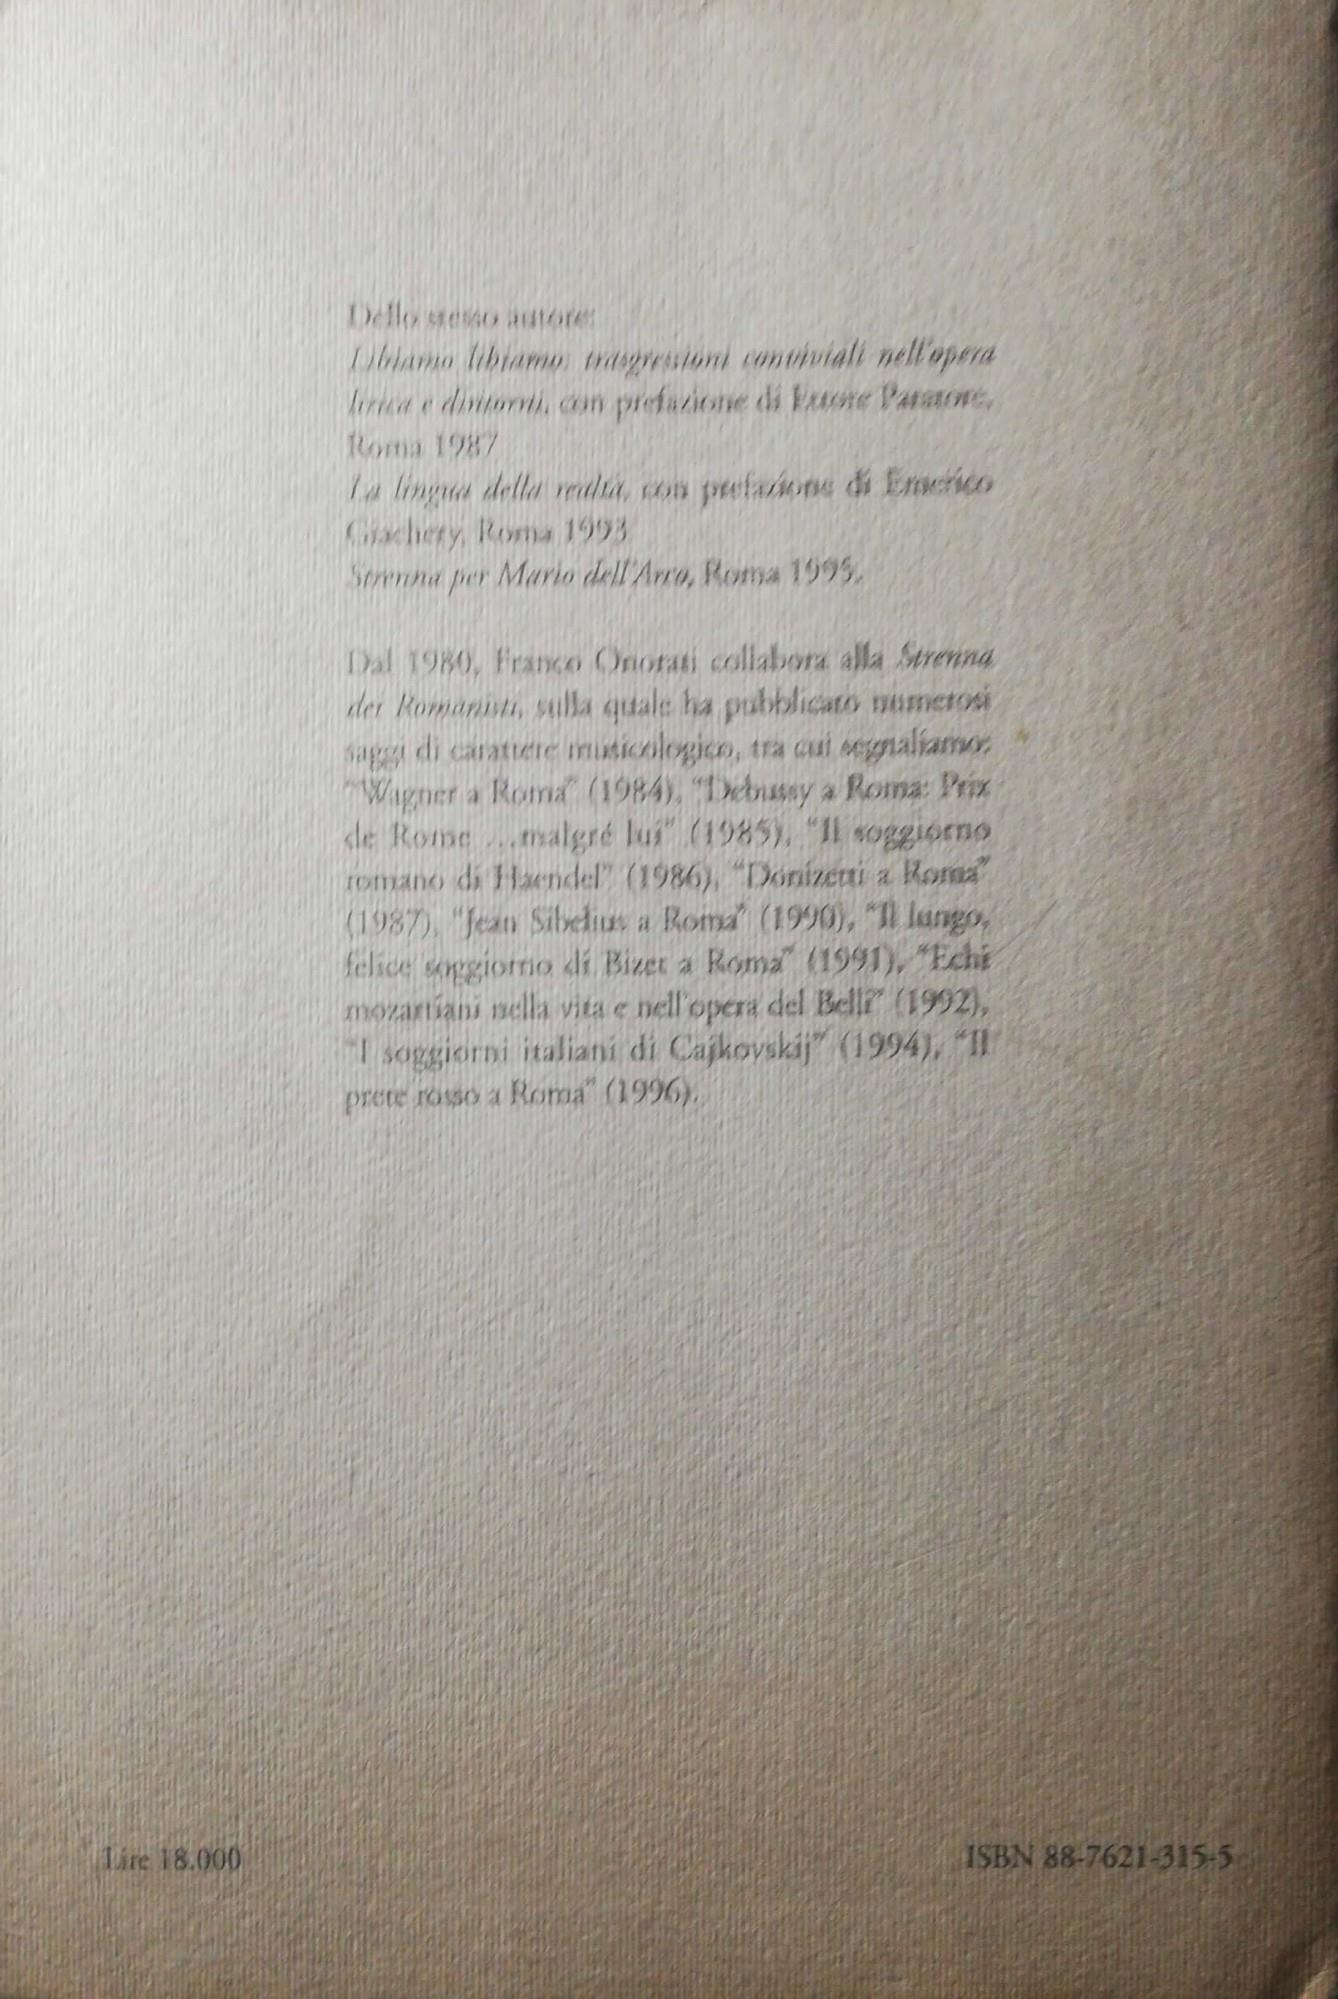 Dello stesso autore:
Libiamo libiamo, trasgressioni conviviali nell'opera
lirica e dintorni, con prefazione di Ettore Paratore,
Roma 1987
La lingua della realtà, con prefazione di Emerico
Giachery, Roma 1993
Strenna per Mario dell'Arco, Roma 1995.
Dal 1980, Franco Onorati collabora alla Strenna
dei Romanisti, sulla quale ha pubblicato numerosi
saggi di carattere musicologico, tra cui segnaliamo:
"Wagner a Roma" (1984), "Debussy a Roma: Prix
de Rome ...malgré lui" (1985), "Il soggiorno
romano di Haendel" (1986), "Donizetti a Roma"
(1987), "Jean Sibelius a Roma" (1990), "Il lungo,
felice soggiorno di Bizet a Roma" (1991), "Echi
mozartiani nella vita e nell'opera del Belli" (1992),
"I soggiorni italiani di Cajkovskij" (1994), "Il
prete rosso a Roma" (1996).
Lire 18.000
ISBN 88-7621-315-5